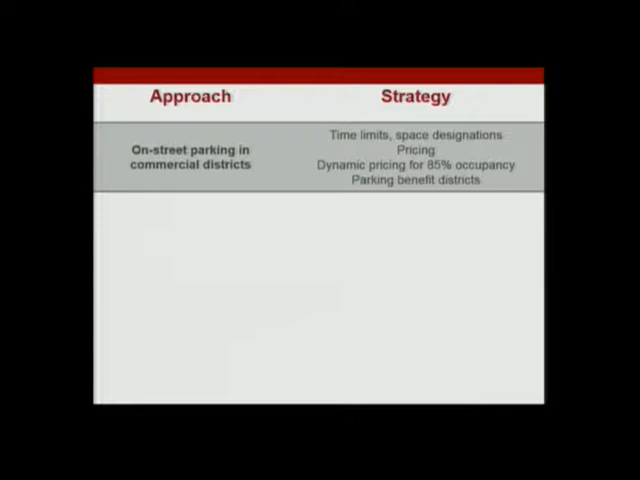 Approach
Strategy
On-street parking in
commercial districts
Time limits, space designations
Pricing
Dynamic pricing for 85% occupancy
Parking benefit districts